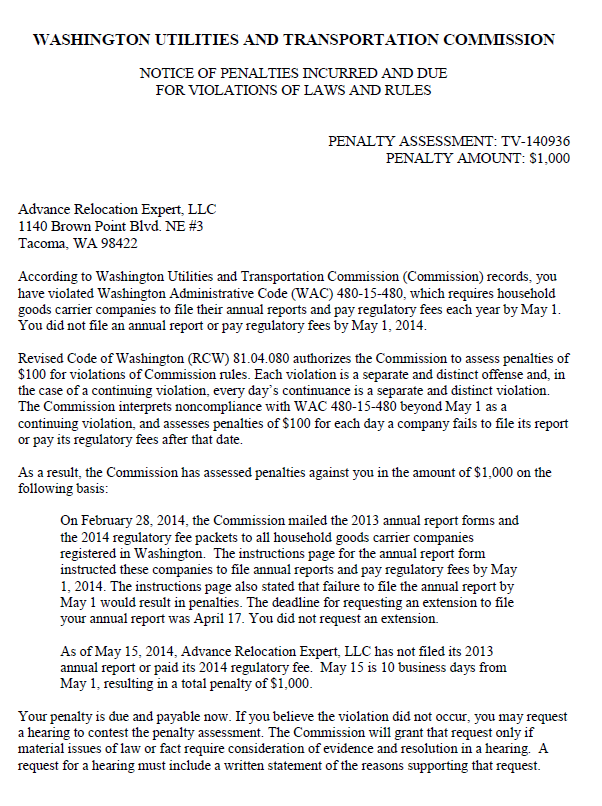 WASHINGTON UTILITIES AND TRANSPORTATION COMMISSION
NOTICE OF PENALTIES INCURRED AND DUE
FOR VIOLATIONS OF LAWS AND RULES
PENALTY ASSESSMENT: TV-140936
PENALTY AMOUNT: $1,000
Advance Relocation Expert, LLC
1140 Brown Point Blvd. NE #3
Tacoma, WA 98422
According to Washington Utilities and Transportation Commission (Commission) records, you
have violated Washington Administrative Code (WAC) 480-15-480, which requires household
goods carrier companies to file their annual reports and pay regulatory fees each year by May 1.
You did not file an annual report or pay regulatory fees by May 1, 2014.
Revised Code of Washington (RCW) 81.04.080 authorizes the Commission to assess penalties of
$100 for violations of Commission rules. Each violation is a separate and distinct offense and, in
the case of a continuing violation, every day's continuance is a separate and distinct violation.
The Commission interprets noncompliance with WAC 480-15-480 beyond May 1 as a
continuing violation, and assesses penalties of $100 for each day a company fails to file its report
or pay its regulatory fees after that date.
As a result, the Commission has assessed penalties against you in the amount of $1,000 on the
following basis:
On February 28, 2014, the Commission mailed the 2013 annual report forms and
the 2014 regulatory fee packets to all household goods carrier companies
registered in Washington. The instructions page for the annual report form
instructed these companies to file annual reports and pay regulatory fees by May
1, 2014. The instructions page also stated that failure to file the annual report by
May 1 would result in penalties. The deadline for requesting an extension to file
your annual report was April 17. You did not request an extension.
As of May 15, 2014, Advance Relocation Expert, LLC has not filed its 2013
annual report or paid its 2014 regulatory fee. May 15 is 10 business days from
May 1, resulting in a total penalty of $1,000.
Your penalty is due and payable now. If you believe the violation did not occur, you may request
a hearing to contest the penalty assessment. The Commission will grant that request only if
material issues of law or fact require consideration of evidence and resolution in a hearing. A
request for a hearing must include a written statement of the reasons supporting that request.